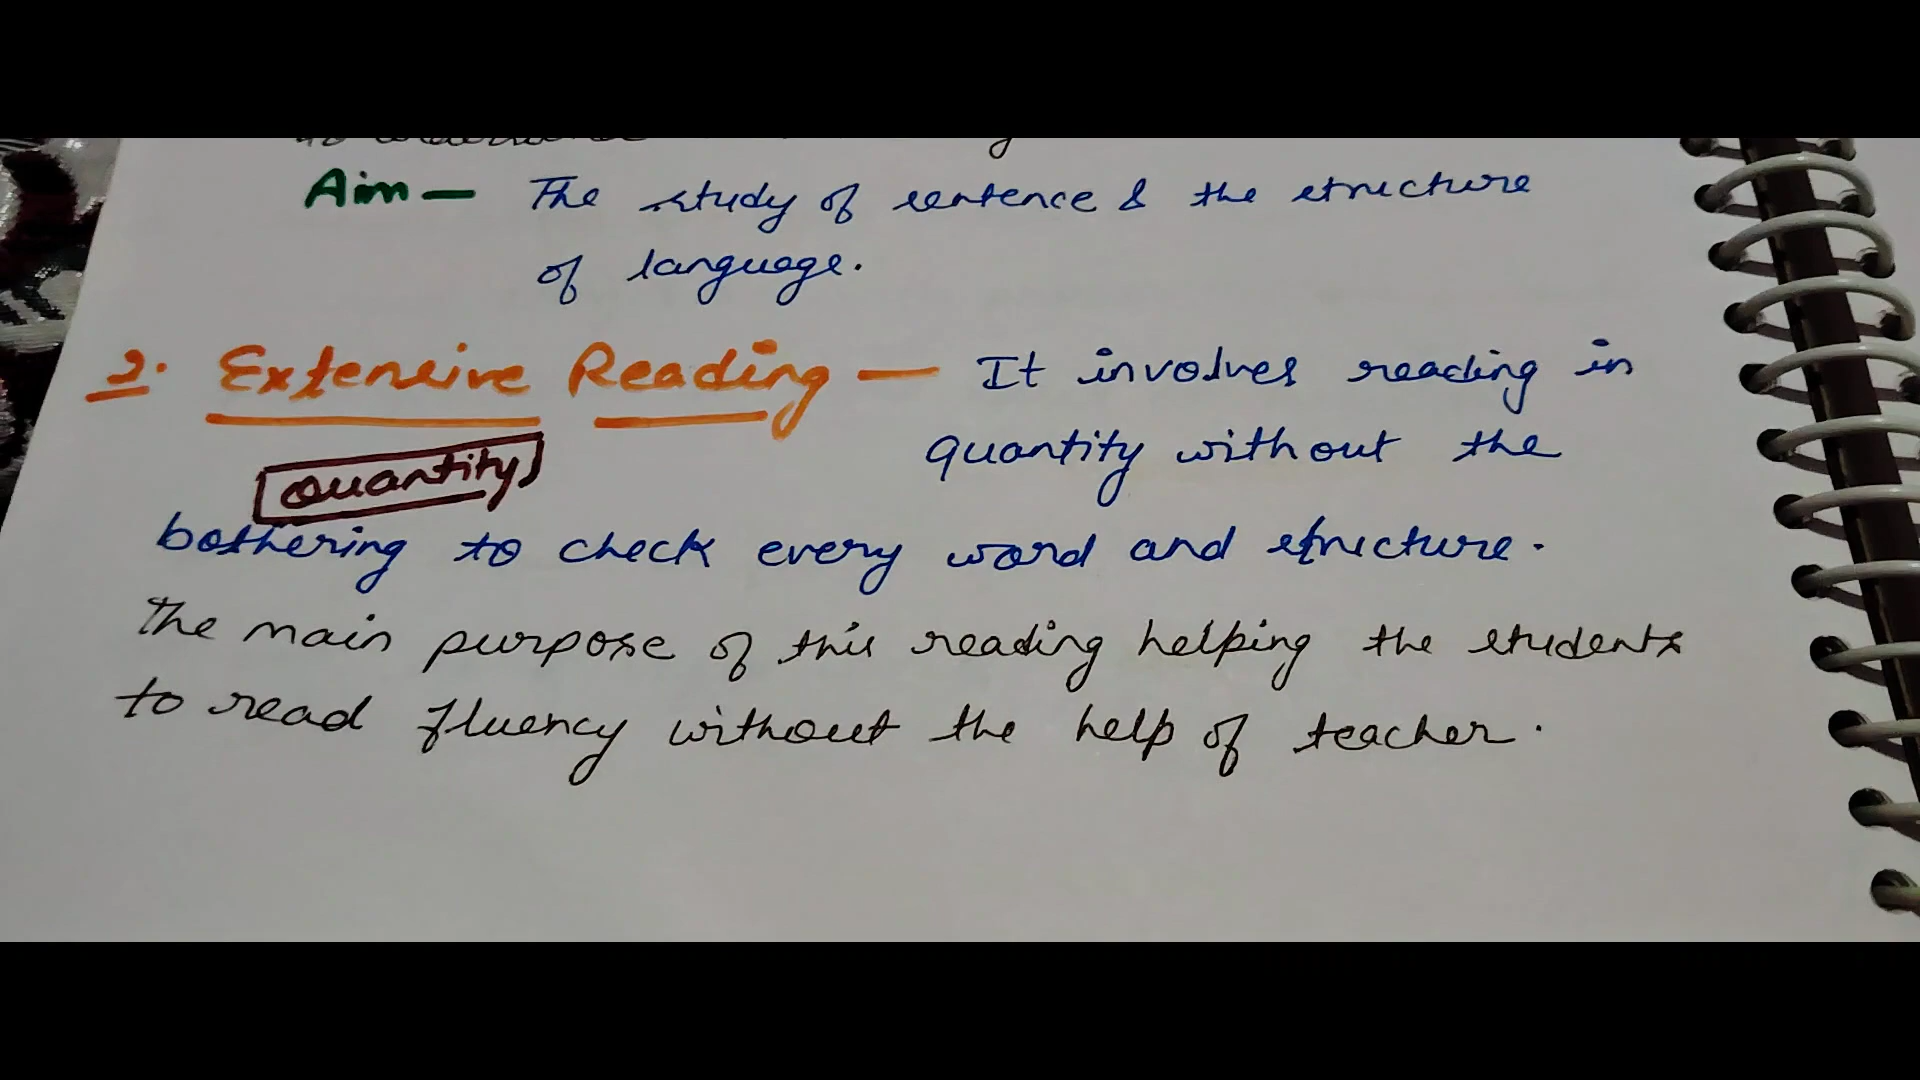 Aim — The study of sentence & the structure
of language.
2. Extensive Reading — It involves reading in
quantity without the
Quantity
bothering to check every word and structure.
The main purpose of this reading helping the students
to read fluency without the help of teacher.